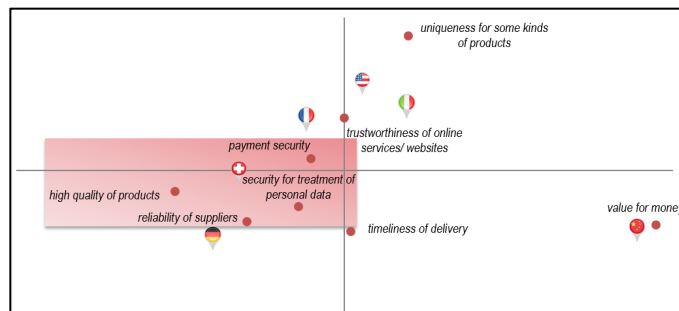 uniqueness for some kinds
of products
trustworthiness of online
services/ websites
payment security
security for treatment of
personal data
high quality of products
reliability of suppliers
timeliness of delivery
value for money